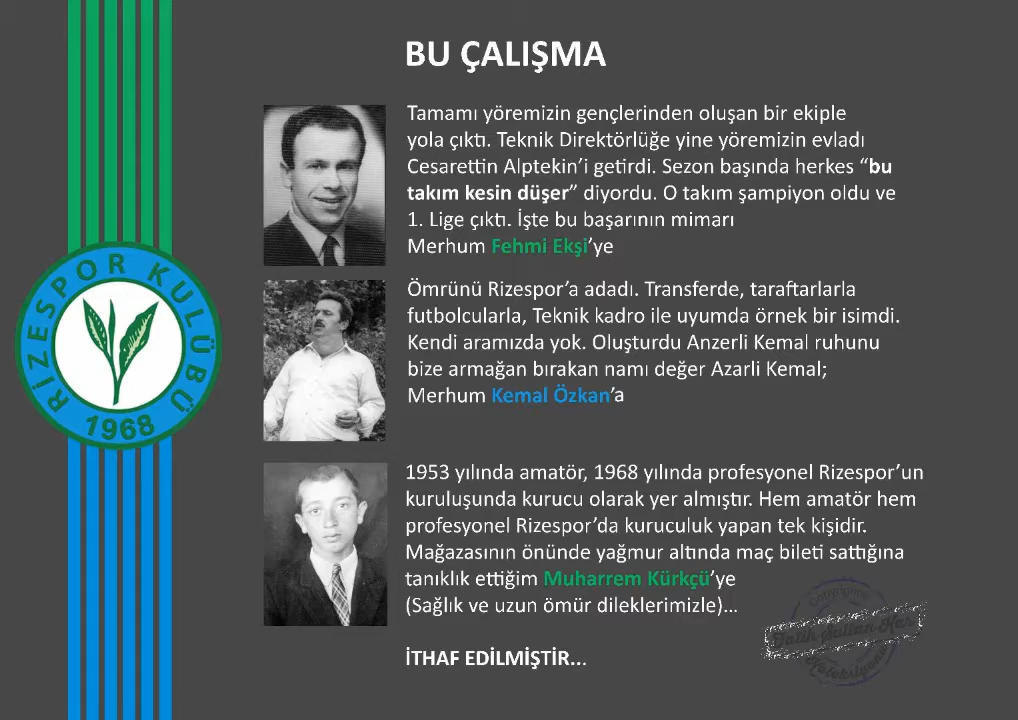 BU ÇALIŞMA
Tamamı yöremizin gençlerinden oluşan bir ekiple
yola çıktı. Teknik Direktörlüğe yine yöremizin evladı
Cesarettin Alptekin’i getirdi. Sezon başında herkes “bu
takım kesin düşer” diyordu. O takım şampiyon oldu ve
1. Lige çıktı. İşte bu başarının mimarı
Merhum Fehmi Ekşi’ye
Ömrünü Rizespor’a adadı. Transferde, taraftarlarla
futbolcularla, Teknik kadro ile uyumda örnek bir isimdi.
Kendi aramızda yok. Oluşturdu Anzerli Kemal ruhunu
bize armağan bırakan namı değer Azarli Kemal;
Merhum Kemal Özkan’a
1953 yılında amatör, 1968 yılında profesyonel Rizespor’un
kuruluşunda kurucu olarak yer almıştır. Hem amatör hem
profesyonel Rizespor’da kuruculuk yapan tek kişidir.
Mağazasının önünde yağmur altında maç bileti sattığına
tanıklık ettiğim Muharrem Kürkçü’ye
(Sağlık ve uzun ömür dileklerimizle)...
İTHAF EDİLMİŞTİR...
RİZESPOR KULÜBÜ
1968
Koleksiyonu